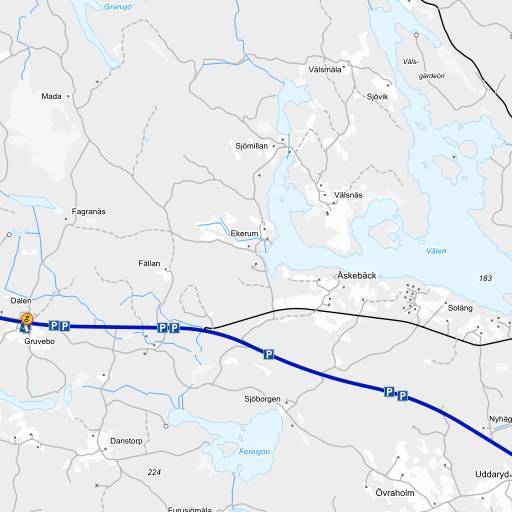 Gransjö
Välsmåla
Väls-
gärdeön
Mada
Sjövik
Sjömillan
Välsnäs
Fagranäs
Ekerum
Välen
Fällan
Äskebäck
183
Dalen
Soläng
P P
P P
Gruvebo
P
P P
Sjöborgen
Nyhäg
Danstorp
Feresjön
224
Uddaryd
Övraholm
Furusjömåla